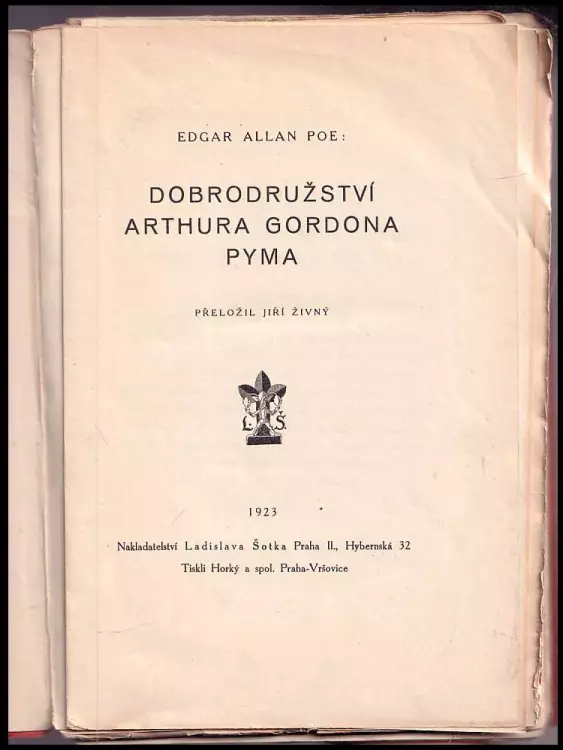 EDGAR ALLAN POE:
DOBRODRUŽSTVÍ
ARTHURA GORDONA
PYMA
PŘELOŽIL JIŘÍ ŽIVNÝ
L. Š.
1923
Nakladatelství Ladislava Šotka Praha II., Hybernská 32
Tiskli Horký a spol. Praha-Vršovice